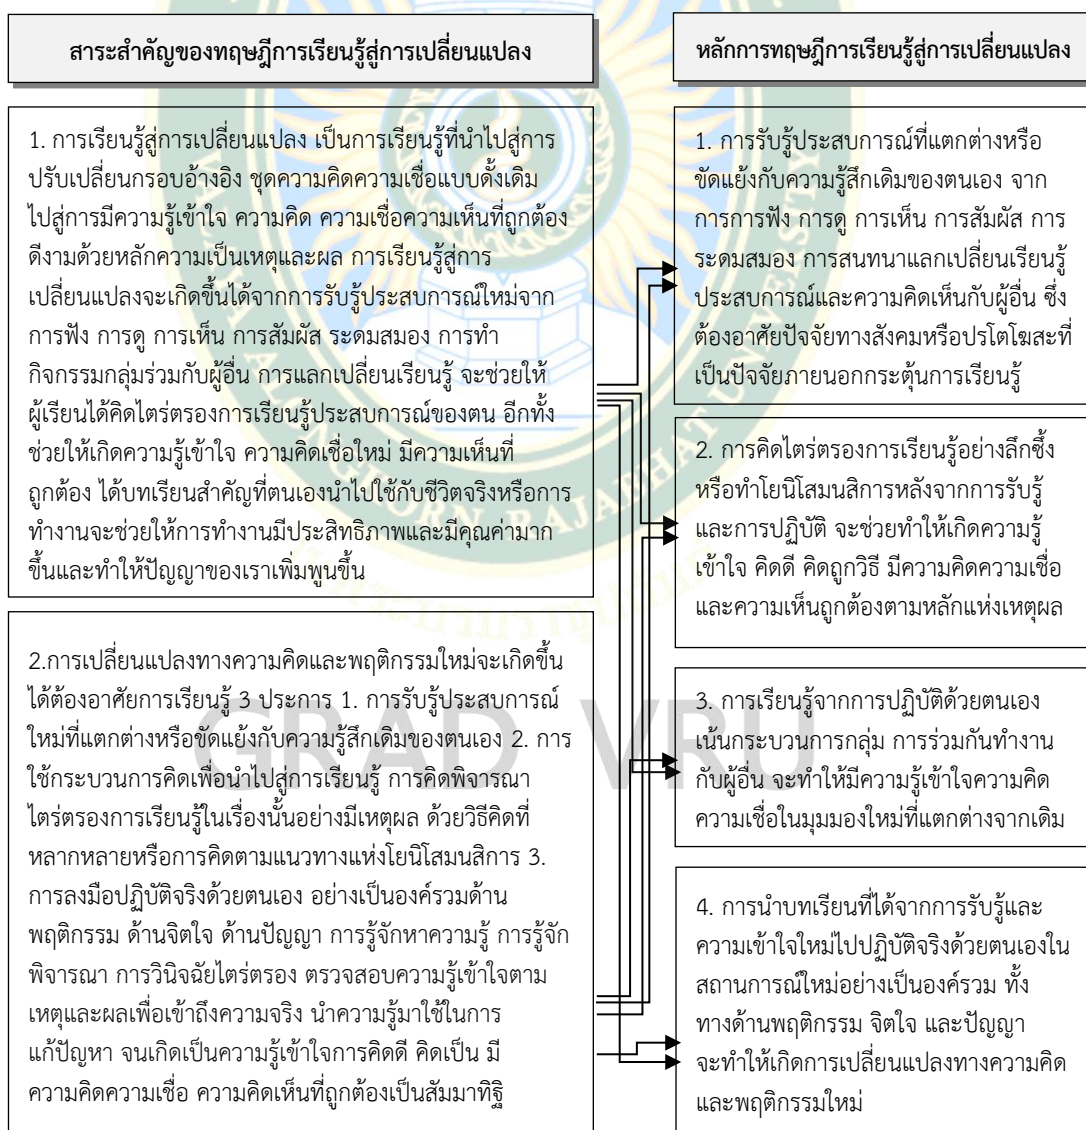 สาระสำคัญของทฤษฎีการเรียนรู้สู่การเปลี่ยนแปลง
1. การเรียนรู้สู่การเปลี่ยนแปลง เป็นการเรียนรู้ที่นำไปสู่การ
ปรับเปลี่ยนกรอบอ้างอิง ชุดความคิดความเชื่อแบบดั้งเดิม
ไปสู่การมีความรู้เข้าใจ ความคิด ความเชื่อความเห็นที่ถูกต้อง
ดีงามด้วยหลักความเป็นเหตุและผล การเรียนรู้สู่การ
เปลี่ยนแปลงจะเกิดขึ้นได้จากการรับรู้ประสบการณ์ใหม่จาก
การฟัง การดู การเห็น การสัมผัส ระดมสมอง การทำ
กิจกรรมกลุ่มร่วมกับผู้อื่น การแลกเปลี่ยนเรียนรู้ จะช่วยให้
ผู้เรียนได้คิดไตร่ตรองการเรียนรู้ประสบการณ์ของตน อีกทั้ง
ช่วยให้เกิดความรู้เข้าใจ ความคิดเชื่อใหม่ มีความเห็นที่
ถูกต้อง ได้บทเรียนสำคัญที่ตนเองนำไปใช้กับชีวิตจริงหรือการ
ทำงานจะช่วยให้การทำงานมีประสิทธิภาพและมีคุณค่ามาก
ขึ้นและทำให้ปัญญาของเราเพิ่มพูนขึ้น
2.การเปลี่ยนแปลงทางความคิดและพฤติกรรมใหม่จะเกิดขึ้น
ได้ต้องอาศัยการเรียนรู้ 3 ประการ 1. การรับรู้ประสบการณ์
ใหม่ที่แตกต่างหรือขัดแย้งกับความรู้สึกเดิมของตนเอง 2. การ
ใช้กระบวนการคิดเพื่อนำไปสู่การเรียนรู้ การคิดพิจารณา
ไตร่ตรองการเรียนรู้ในเรื่องนั้นอย่างมีเหตุผล ด้วยวิธีคิดที่
หลากหลายหรือการคิดตามแนวทางแห่งโยนิโสมนสิการ 3.
การลงมือปฏิบัติจริงด้วยตนเอง อย่างเป็นองค์รวมด้าน
พฤติกรรม ด้านจิตใจ ด้านปัญญา การรู้จักหาความรู้ การรู้จัก
พิจารณา การวินิจฉัยไตร่ตรอง ตรวจสอบความรู้เข้าใจตาม
เหตุและผลเพื่อเข้าถึงความจริง นำความรู้มาใช้ในการ
แก้ปัญหา จนเกิดเป็นความรู้เข้าใจการคิดดี คิดเป็น มี
ความคิดความเชื่อ ความคิดเห็นที่ถูกต้องเป็นสัมมาทิฐิ
หลักการทฤษฎีการเรียนรู้สู่การเปลี่ยนแปลง
1. การรับรู้ประสบการณ์ที่แตกต่างหรือ
ขัดแย้งกับความรู้สึกเดิมของตนเอง จาก
การการฟัง การดู การเห็น การสัมผัส การ
ระดมสมอง การสนทนาแลกเปลี่ยนเรียนรู้
ประสบการณ์และความคิดเห็นกับผู้อื่น ซึ่ง
ต้องอาศัยปัจจัยทางสังคมหรือปรโตโฆสะที่
เป็นปัจจัยภายนอกกระตุ้นการเรียนรู้
2. การคิดไตร่ตรองการเรียนรู้อย่างลึกซึ้ง
หรือทำโยนิโสมนสิการหลังจากการรับรู้
และการปฏิบัติ จะช่วยทำให้เกิดความรู้
เข้าใจ คิดดี คิดถูกวิธี มีความคิดความเชื่อ
และความเห็นถูกต้องตามหลักแห่งเหตุผล
3. การเรียนรู้จากการปฏิบัติด้วยตนเอง
เน้นกระบวนการกลุ่ม การร่วมกันทำงาน
กับผู้อื่น จะทำให้มีความรู้เข้าใจความคิด
ความเชื่อในมุมมองใหม่ที่แตกต่างจากเดิม
4. การนำบทเรียนที่ได้จากการรับรู้และ
ความเข้าใจใหม่ไปปฏิบัติจริงด้วยตนเองใน
สถานการณ์ใหม่อย่างเป็นองค์รวม ทั้ง
ทางด้านพฤติกรรม จิตใจ และปัญญา
จะทำให้เกิดการเปลี่ยนแปลงทางความคิด
และพฤติกรรมใหม่
GRAD VRU